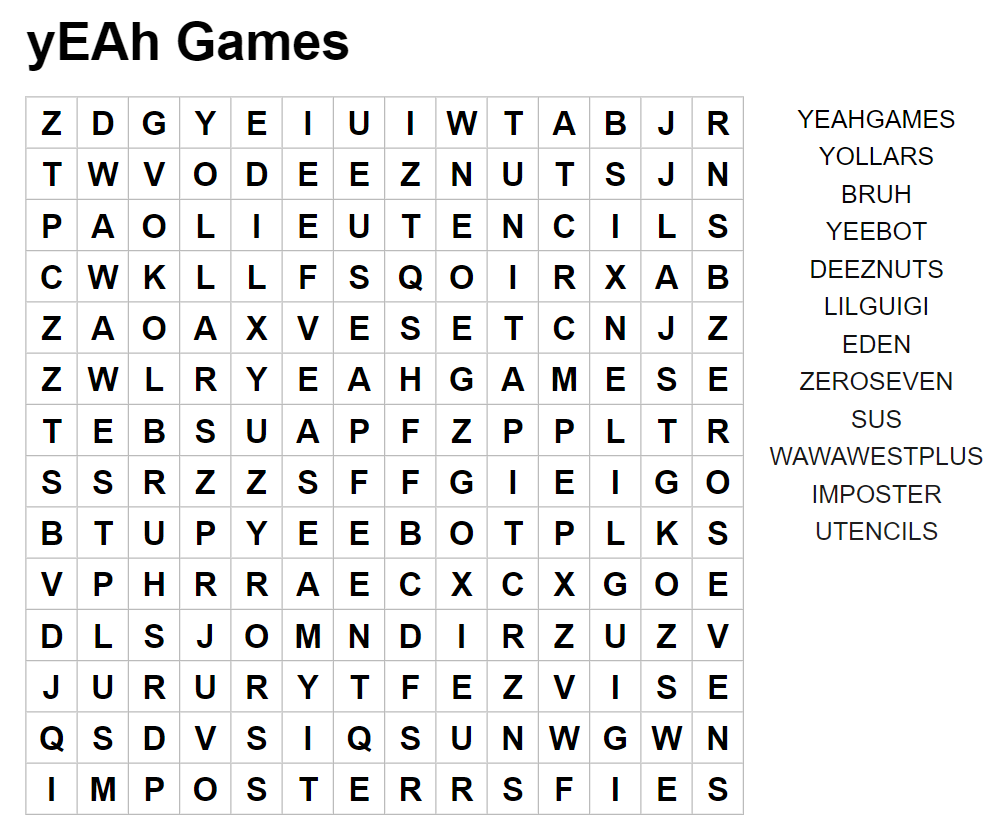 yEAh Games
Z D G Y E I U I W T A B J R
T W V O D E E Z N U T S J N
P A O L I E U T E N C I L S
C W K L L F S Q O I R X A B
Z A O A X V E S E T C N J Z
Z W L R Y E A H G A M E S E
T E B S U A P F Z P P L T R
S S R Z Z S F F G I E I G O
B T U P Y E E B O T P L K S
V P H R R A E C X C X G O E
D L S J O M N D I R Z U Z V
J U R U R Y T F E Z V I S E
Q S D V S I Q S U N W G W N
I M P O S T E R R S F I E S
YEAHGAMES
YOLLARS
BRUH
YEEBOT
DEEZNUTS
LILGUIGI
EDEN
ZEROSEVEN
SUS
WAWAWESTPLUS
IMPOSTER
UTENCILS